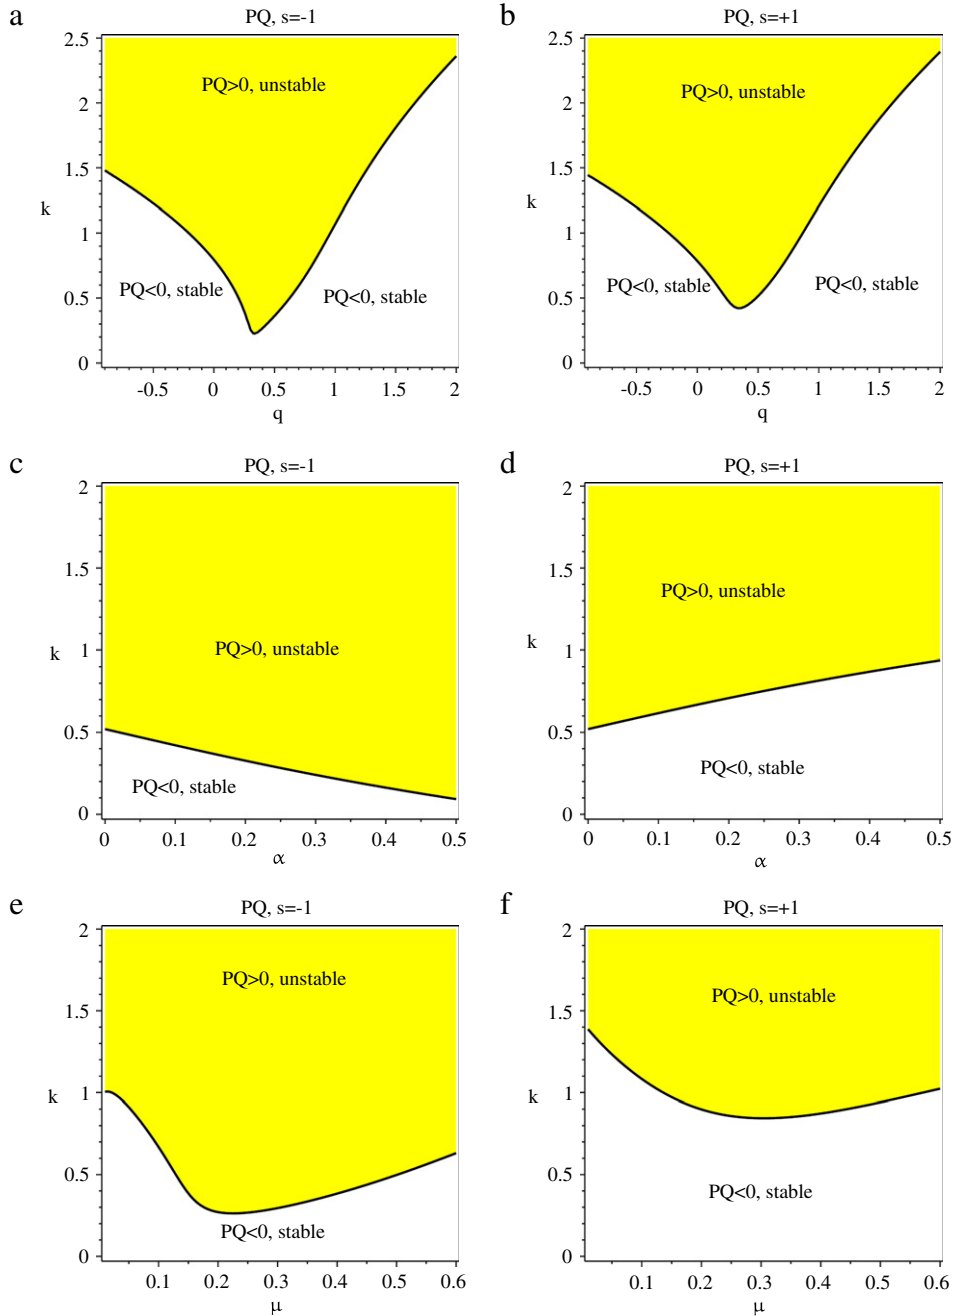 a
PQ, s=-1
2.5
2
1.5
1
0.5
0
k
PQ>0, unstable
PQ<0, stable
PQ<0, stable
-0.5 0 0.5 1 1.5 2
q
b
PQ, s=+1
2.5
2
1.5
1
0.5
0
k
PQ>0, unstable
PQ<0, stable
PQ<0, stable
-0.5 0 0.5 1 1.5 2
q
c
PQ, s=-1
2
1.5
1
0.5
0
k
PQ>0, unstable
PQ<0, stable
0 0.1 0.2 0.3 0.4 0.5
α
d
PQ, s=+1
2
1.5
1
0.5
0
k
PQ>0, unstable
PQ<0, stable
0 0.1 0.2 0.3 0.4 0.5
α
e
PQ, s=-1
2
1.5
1
0.5
0
k
PQ>0, unstable
PQ<0, stable
0.1 0.2 0.3 0.4 0.5 0.6
μ
f
PQ, s=+1
2
1.5
1
0.5
0
k
PQ>0, unstable
PQ<0, stable
0.1 0.2 0.3 0.4 0.5 0.6
μ